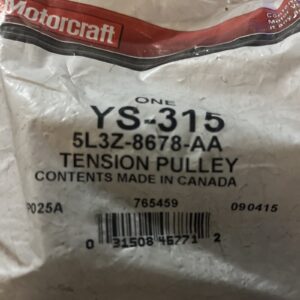 Motorcraft
ONE
YS-315
5L3Z-8678-AA
TENSION PULLEY
CONTENTS MADE IN CANADA
P025A 765459 090415
0 31508 46771 2